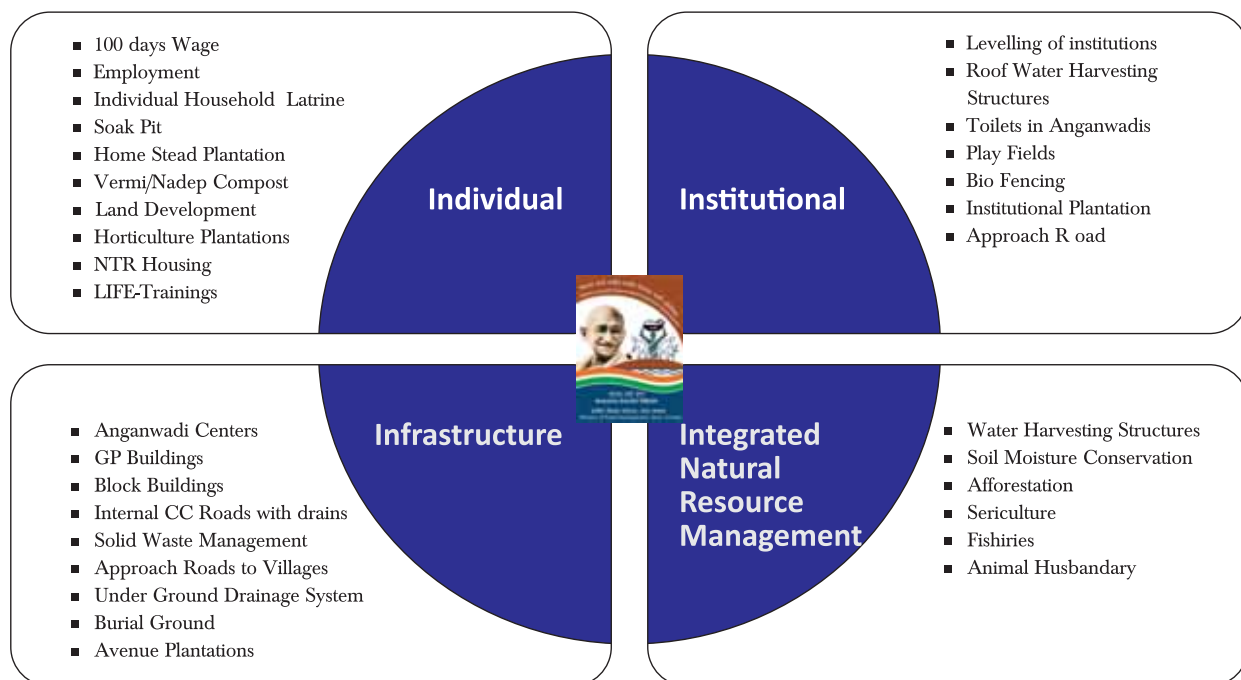 100 days Wage
Employment
Individual Household Latrine
Soak Pit
Home Stead Plantation
Vermi/Nadep Compost
Land Development
Horticulture Plantations
NTR Housing
LIFE-Trainings
Individual
Institutional
Levelling of institutions
Roof Water Harvesting
Structures
Toilets in Anganwadis
Play Fields
Bio Fencing
Institutional Plantation
Approach R oad
Anganwadi Centers
GP Buildings
Block Buildings
Internal CC Roads with drains
Solid Waste Management
Approach Roads to Villages
Under Ground Drainage System
Burial Ground
Avenue Plantations
Infrastructure
Integrated
Natural
Resource
Management
Water Harvesting Structures
Soil Moisture Conservation
Afforestation
Sericulture
Fishiries
Animal Husbandary